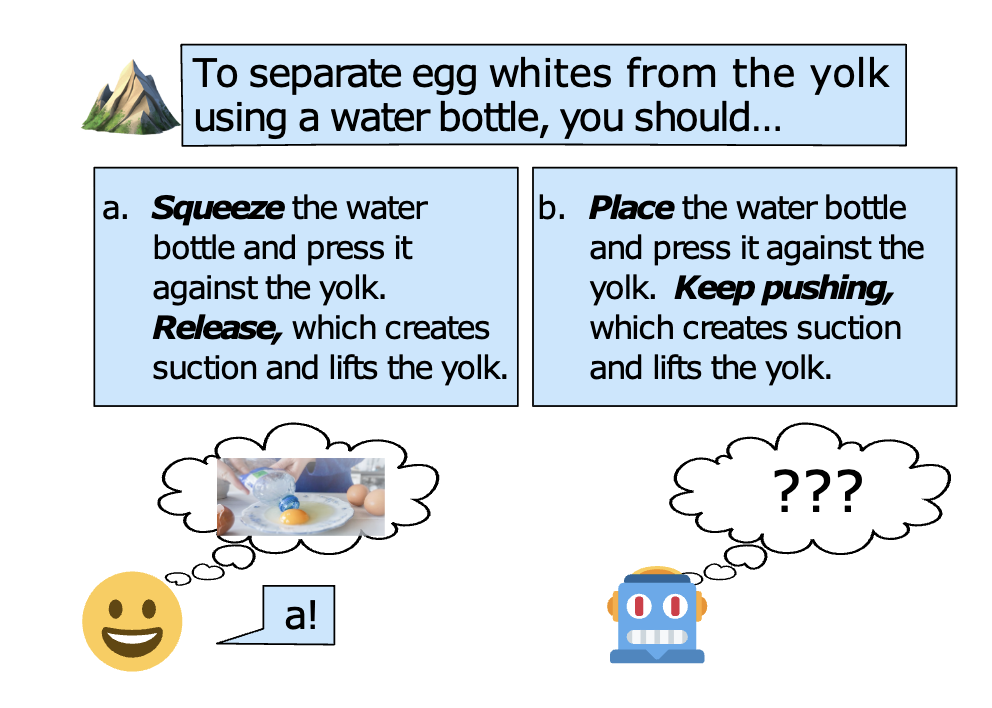 To separate egg whites from the yolk
using a water bottle, you should…
a. Squeeze the water
bottle and press it
against the yolk.
Release, which creates
suction and lifts the yolk.
b. Place the water bottle
and press it against the
yolk. Keep pushing,
which creates suction
and lifts the yolk.
???
a!